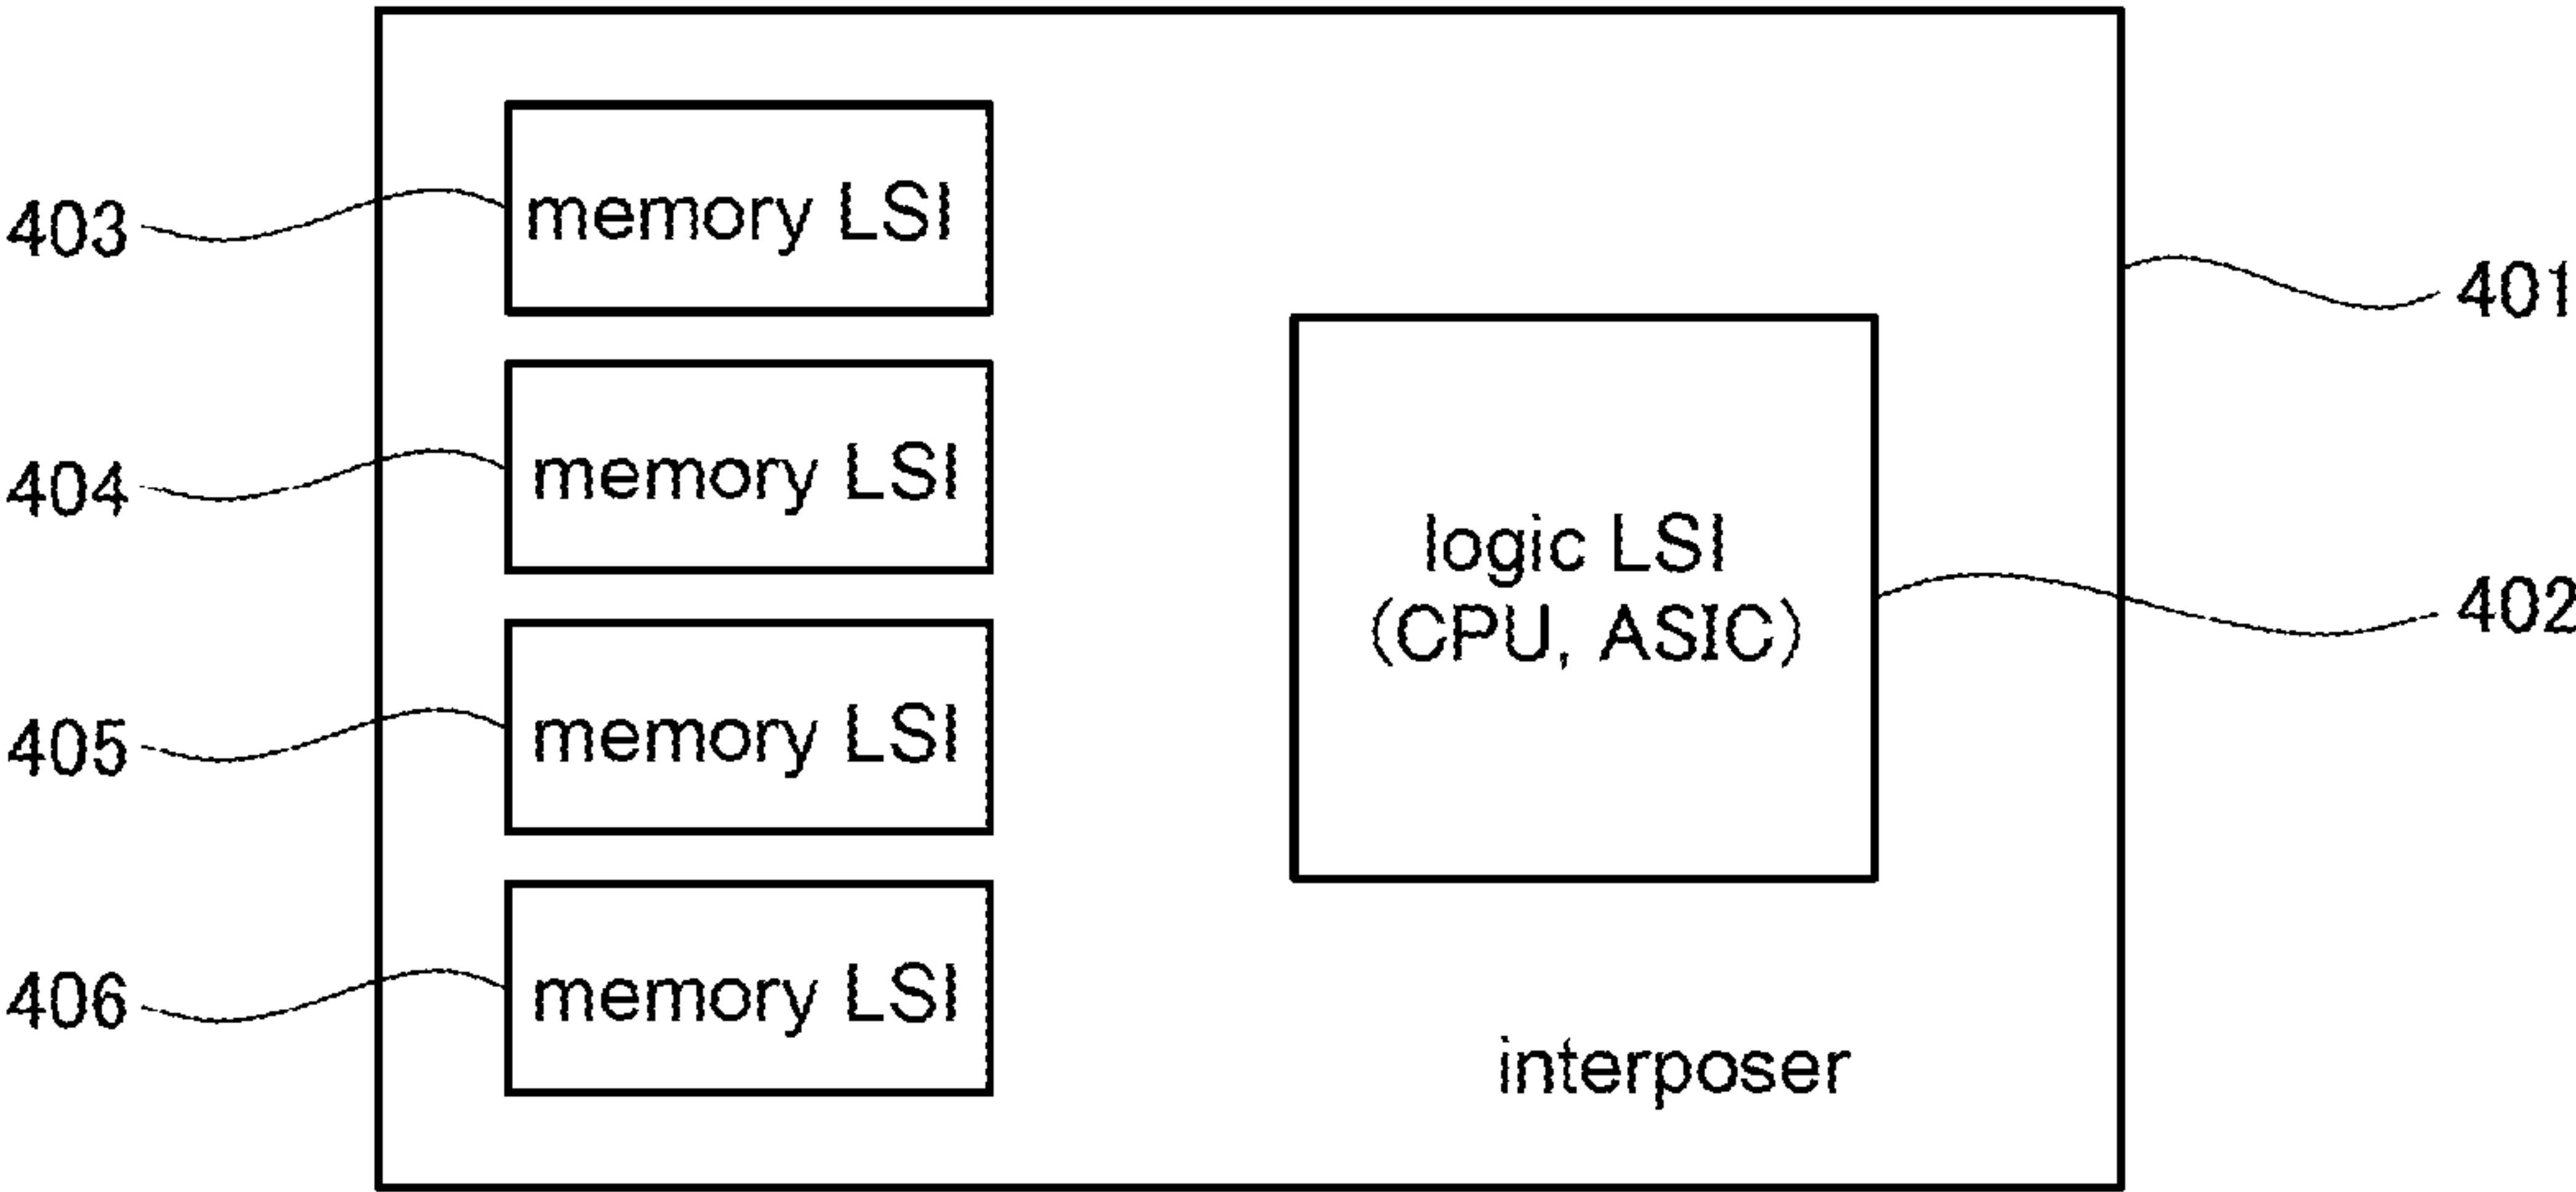 403
memory LSI
401
404
memory LSI
logic LSI
(CPU, ASIC)
402
405
memory LSI
406
memory LSI
interposer